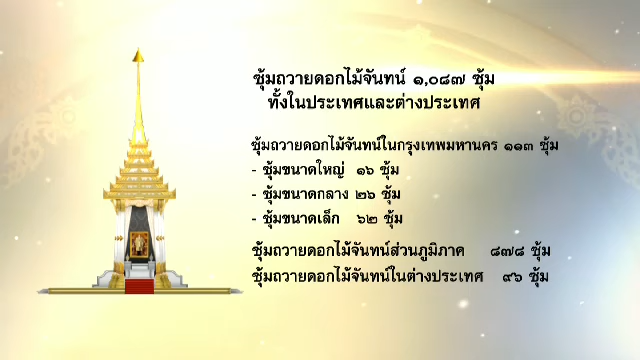 ซุ้มถวายดอกไม้จันทน์ ๑,๐๘๗ ซุ้ม
ทั้งในประเทศและต่างประเทศ
ซุ้มถวายดอกไม้จันทน์ในกรุงเทพมหานคร ๑๑๓ ซุ้ม
- ซุ้มขนาดใหญ่ ๑๖ ซุ้ม
- ซุ้มขนาดกลาง ๒๖ ซุ้ม
- ซุ้มขนาดเล็ก ๖๒ ซุ้ม
ซุ้มถวายดอกไม้จันทน์ส่วนภูมิภาค ๘๗๘ ซุ้ม
ซุ้มถวายดอกไม้จันทน์ในต่างประเทศ ๙๖ ซุ้ม